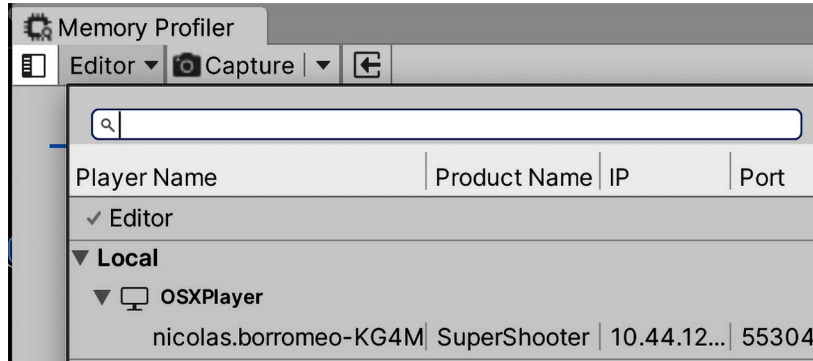 Memory Profiler
Editor Capture
Player Name Product Name IP Port
Editor
Local
OSXPlayer
nicolas.borromeo-KG4M SuperShooter 10.44.12... 55304